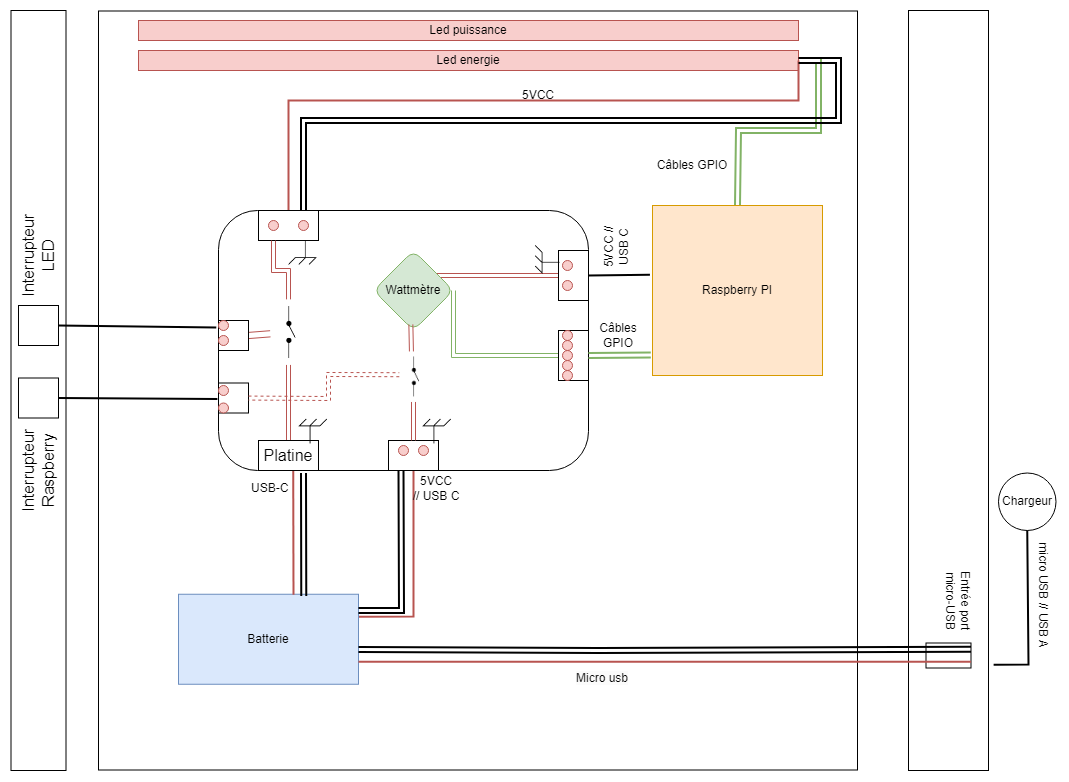 Led puissance
Led energie
5VCC
Câbles GPIO
Interrupteur
LED
5VCC //
USB C
Wattmètre
Raspberry PI
Câbles
GPIO
Interrupteur
Raspberry
Platine
USB-C
5VCC
// USB C
Chargeur
micro USB // USB A
Entrée port
micro-USB
Batterie
Micro usb